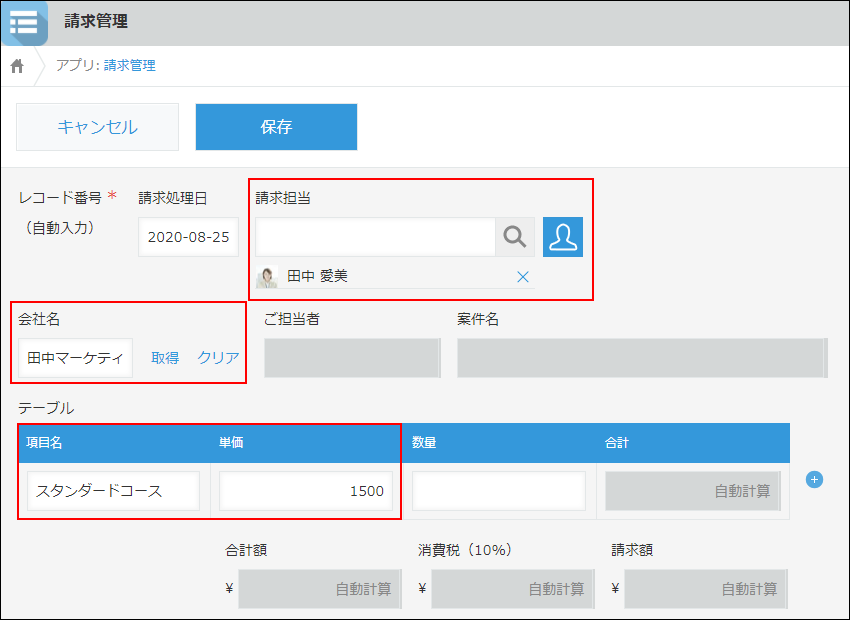 請求管理
アプリ: 請求管理
キャンセル 保存
レコード番号 * 請求処理日 請求担当
（自動入力） 2020-08-25
田中 愛美
会社名 ご担当者 案件名
田中マーケティ 取得 クリア
テーブル
項目名 単価 数量 合計
スタンダードコース 1500 自動計算
合計額 消費税（10%） 請求額
¥ 自動計算 ¥ 自動計算 ¥ 自動計算